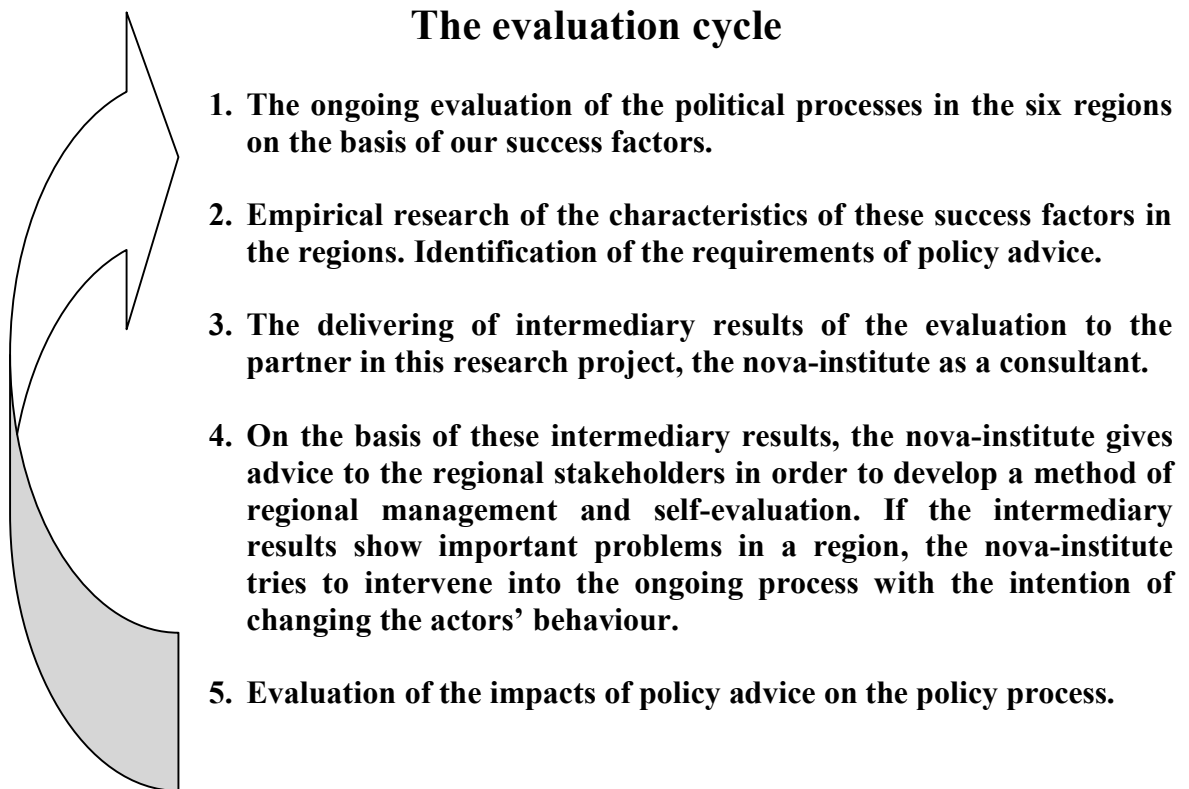 The evaluation cycle
1. The ongoing evaluation of the political processes in the six regions
on the basis of our success factors.
2. Empirical research of the characteristics of these success factors in
the regions. Identification of the requirements of policy advice.
3. The delivering of intermediary results of the evaluation to the
partner in this research project, the nova-institute as a consultant.
4. On the basis of these intermediary results, the nova-institute gives
advice to the regional stakeholders in order to develop a method of
regional management and self-evaluation. If the intermediary
results show important problems in a region, the nova-institute
tries to intervene into the ongoing process with the intention of
changing the actors’ behaviour.
5. Evaluation of the impacts of policy advice on the policy process.